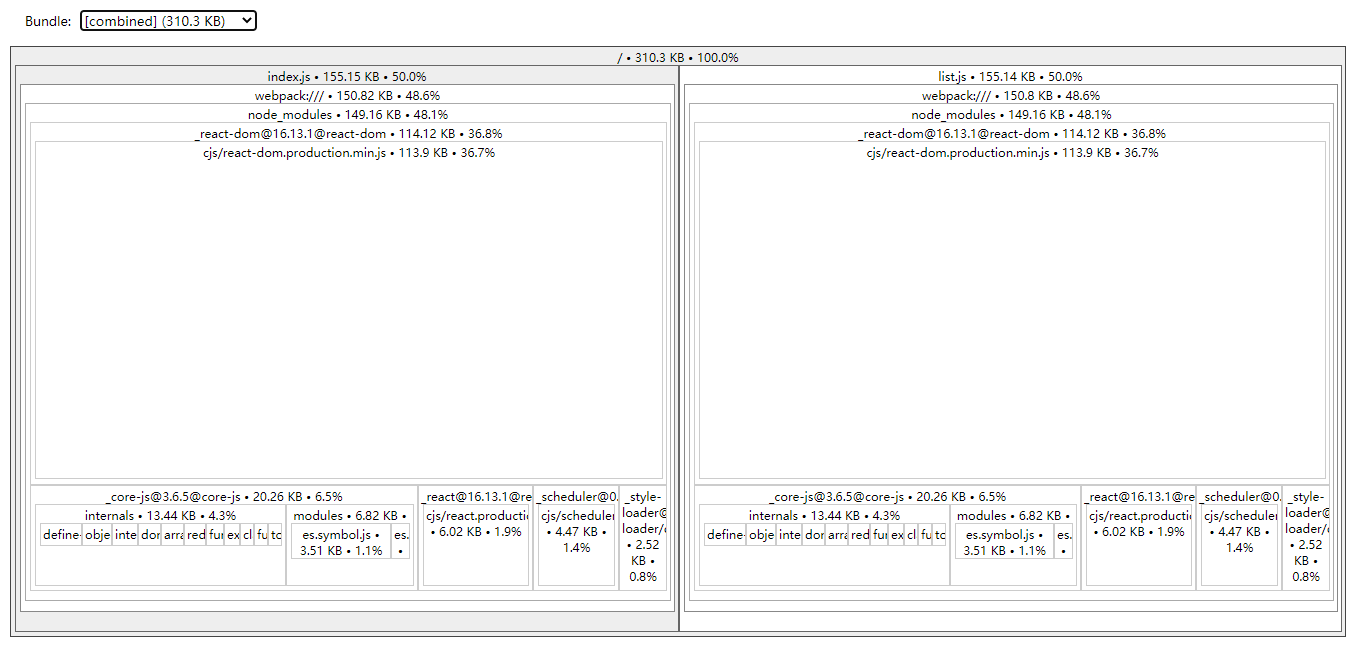 Bundle: [combined] (310.3 KB)
/ • 310.3 KB • 100.0%
index.js • 155.15 KB • 50.0%
webpack:/// • 150.82 KB • 48.6%
node_modules • 149.16 KB • 48.1%
_react-dom@16.13.1@react-dom • 114.12 KB • 36.8%
cjs/react-dom.production.min.js • 113.9 KB • 36.7%
_core-js@3.6.5@core-js • 20.26 KB • 6.5%
internals • 13.44 KB • 4.3%
define- obje inte dor arra red fur ex cl fu tc
modules • 6.82 KB •
es.symbol.js •
3.51 KB • 1.1%
es.
•
_react@16.13.1@re
cjs/react.producti
• 6.02 KB • 1.9%
_scheduler@0.
cjs/scheduler
• 4.47 KB •
1.4%
_style-
loader@
loader/
• 2.52
KB •
0.8%
list.js • 155.14 KB • 50.0%
webpack:/// • 150.8 KB • 48.6%
node_modules • 149.16 KB • 48.1%
_react-dom@16.13.1@react-dom • 114.12 KB • 36.8%
cjs/react-dom.production.min.js • 113.9 KB • 36.7%
_core-js@3.6.5@core-js • 20.26 KB • 6.5%
internals • 13.44 KB • 4.3%
define- obje inte dor arra red fur ex cl fu tc
modules • 6.82 KB •
es.symbol.js •
3.51 KB • 1.1%
es.
•
_react@16.13.1@re
cjs/react.producti
• 6.02 KB • 1.9%
_scheduler@0.
cjs/scheduler
• 4.47 KB •
1.4%
_style-
loader@
loader/
• 2.52
KB •
0.8%